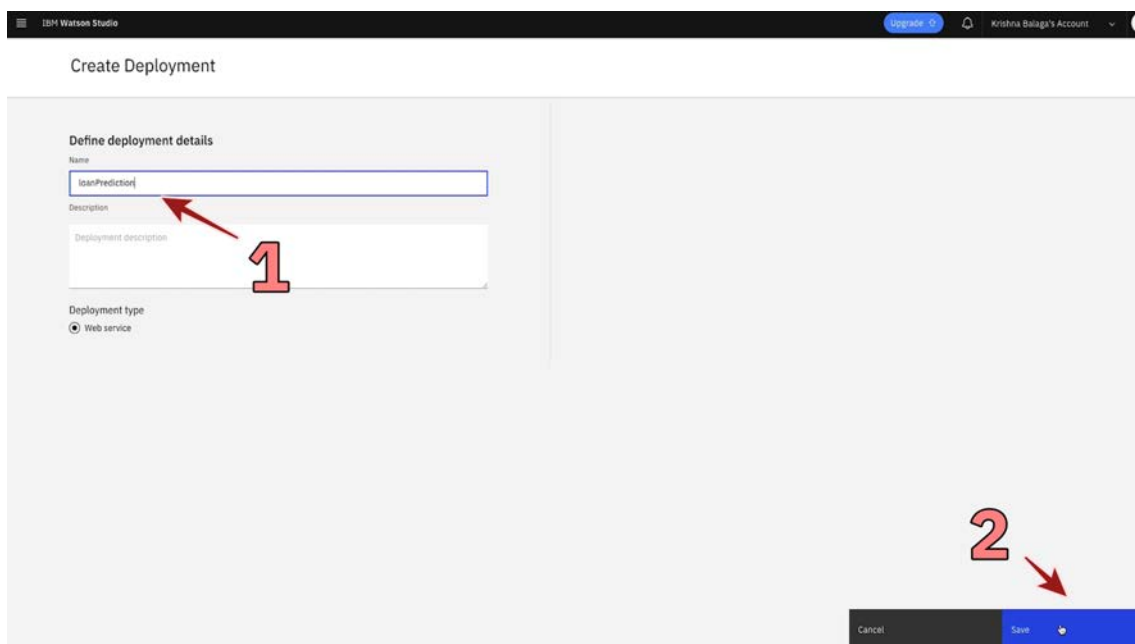 IBM Watson Studio
Upgrade
Krishna Balaga's Account
Create Deployment
Define deployment details
Name
loanPrediction
Description
Deployment description
1
Deployment type
Web service
2
Cancel
Save